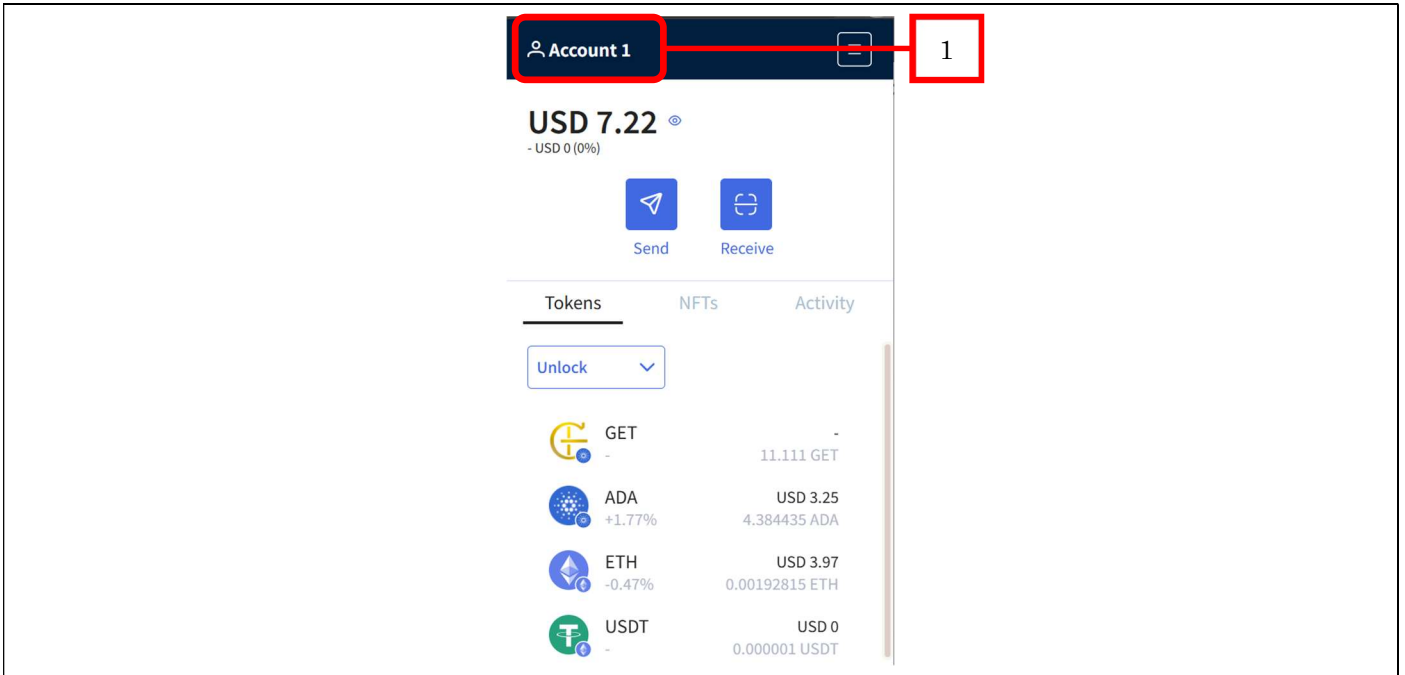 Account 1
1
USD 7.22
- USD 0 (0%)
Send Receive
Tokens NFTs Activity
Unlock
GET -
- 11.111 GET
ADA USD 3.25
+1.77% 4.384435 ADA
ETH USD 3.97
-0.47% 0.00192815 ETH
USDT USD 0
- 0.000001 USDT